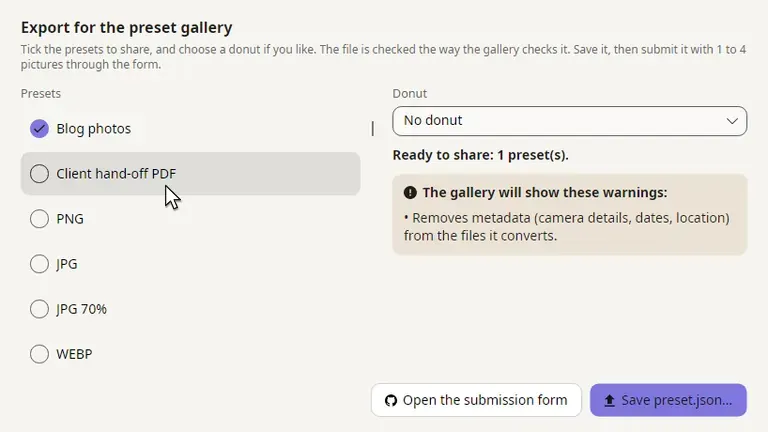 Export for the preset gallery
Tick the presets to share, and choose a donut if you like. The file is checked the way the gallery checks it. Save it, then submit it with 1 to 4
pictures through the form.
Presets
Blog photos
Client hand-off PDF
PNG
JPG
JPG 70%
WEBP
Donut
No donut
Ready to share: 1 preset(s).
The gallery will show these warnings:
• Removes metadata (camera details, dates, location)
from the files it converts.
Open the submission form
Save preset.json...